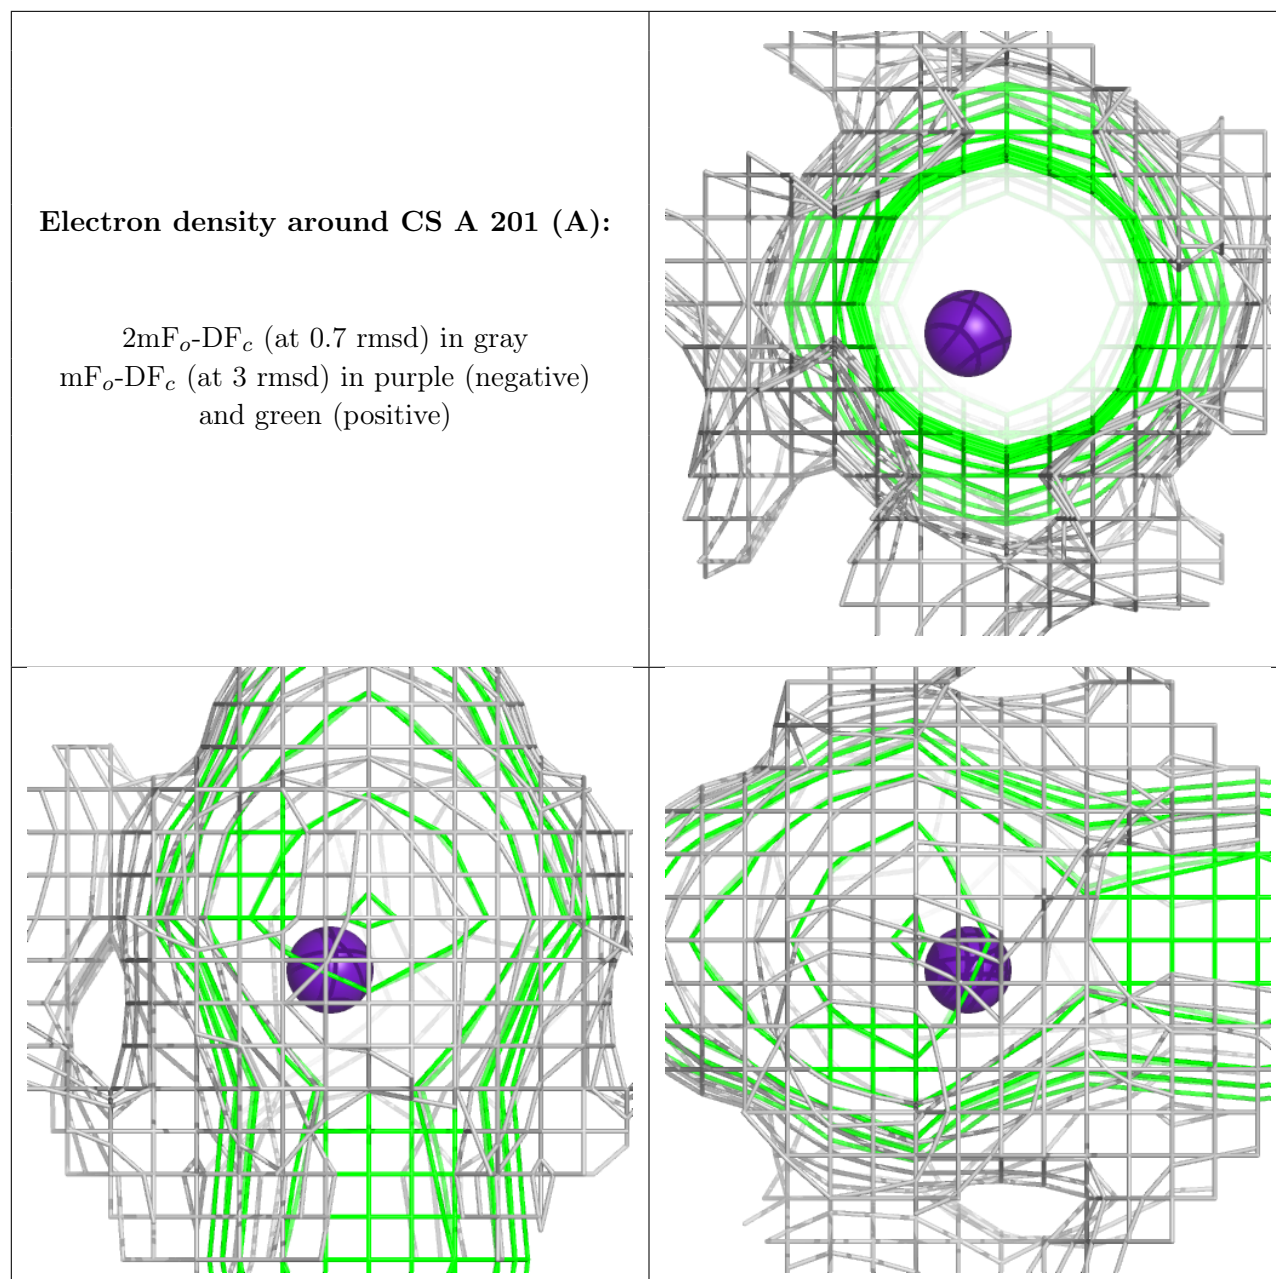 Electron density around CS A 201 (A):
2mFo-DFc (at 0.7 rmsd) in gray
mFo-DFc (at 3 rmsd) in purple (negative)
and green (positive)